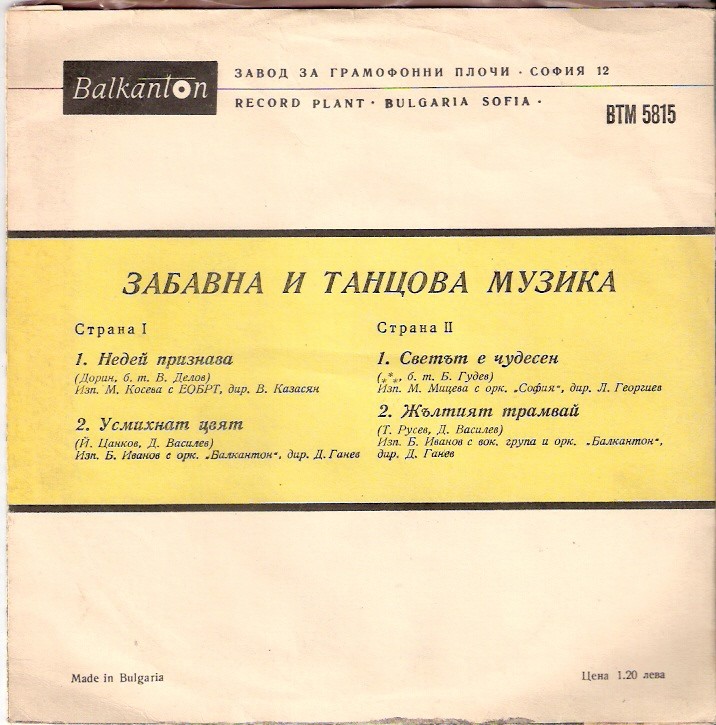 Balkanton
ЗАВОД ЗА ГРАМОФОННИ ПЛОЧИ · СОФИЯ 12
RECORD PLANT · BULGARIA SOFIA ·
ВТМ 5815
ЗАБАВНА И ТАНЦОВА МУЗИКА
Страна I
1. Недей признава
(Дорин, б. т. В. Делов)
Изп. М. Косева с ЕОБРТ, дир. В. Казасян
2. Усмихнат цвят
(Й. Цанков, Д. Василев)
Изп. Б. Иванов с орк. „Балкантон“, дир. Д. Ганев
Страна II
1. Светът е чудесен
(***, б. т. Б. Гудев)
Изп. М. Мицева с орк. „София“, дир. Л. Георгиев
2. Жълтият трамвай
(Т. Русев, Д. Василев)
Изп. Б. Иванов с вок. група и орк. „Балкантон“,
дир. Д. Ганев
Made in Bulgaria
Цена 1.20 лева